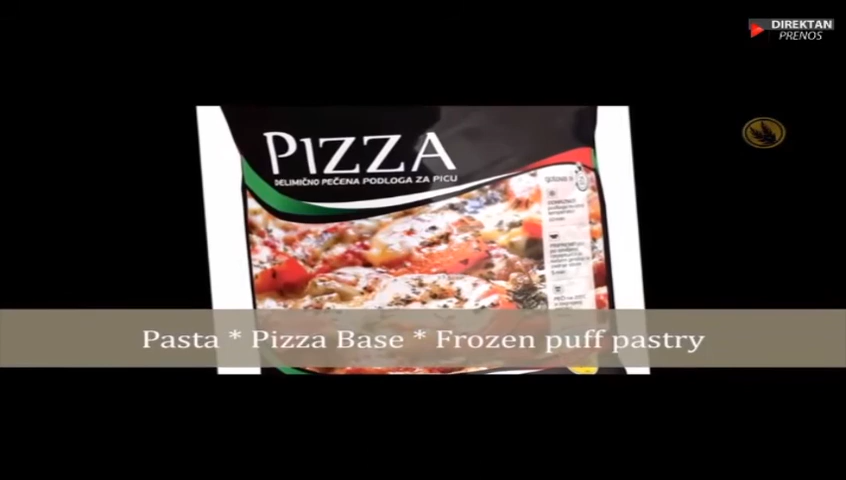 DIREKTAN
PRENOS
PIZZA
DELIMIČNO PEČENA PODLOGA ZA PICU
Pasta * Pizza Base * Frozen puff pastry